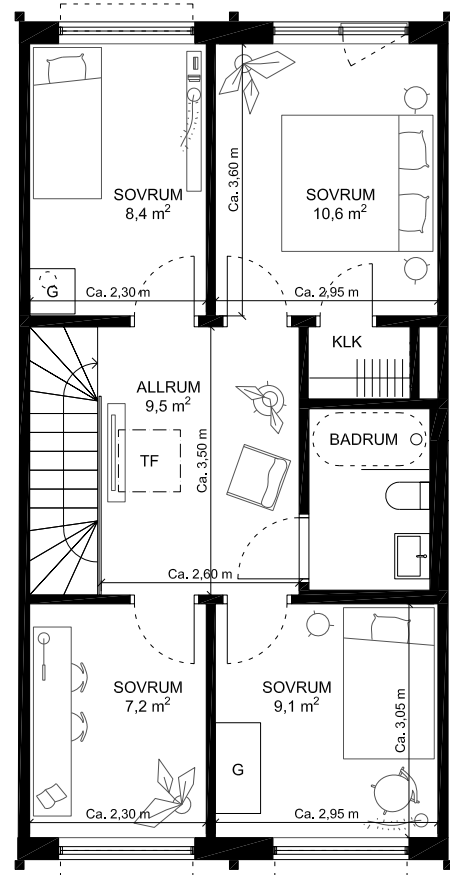 SOVRUM
8,4 m²
Ca. 3,60 m
SOVRUM
10,6 m²
G
Ca. 2,30 m
Ca. 2,95 m
KLK
ALLRUM
9,5 m²
BADRUM
TF
Ca. 3,50 m
Ca. 2,60 m
SOVRUM
7,2 m²
SOVRUM
9,1 m²
Ca. 3,05 m
G
Ca. 2,30 m
Ca. 2,95 m